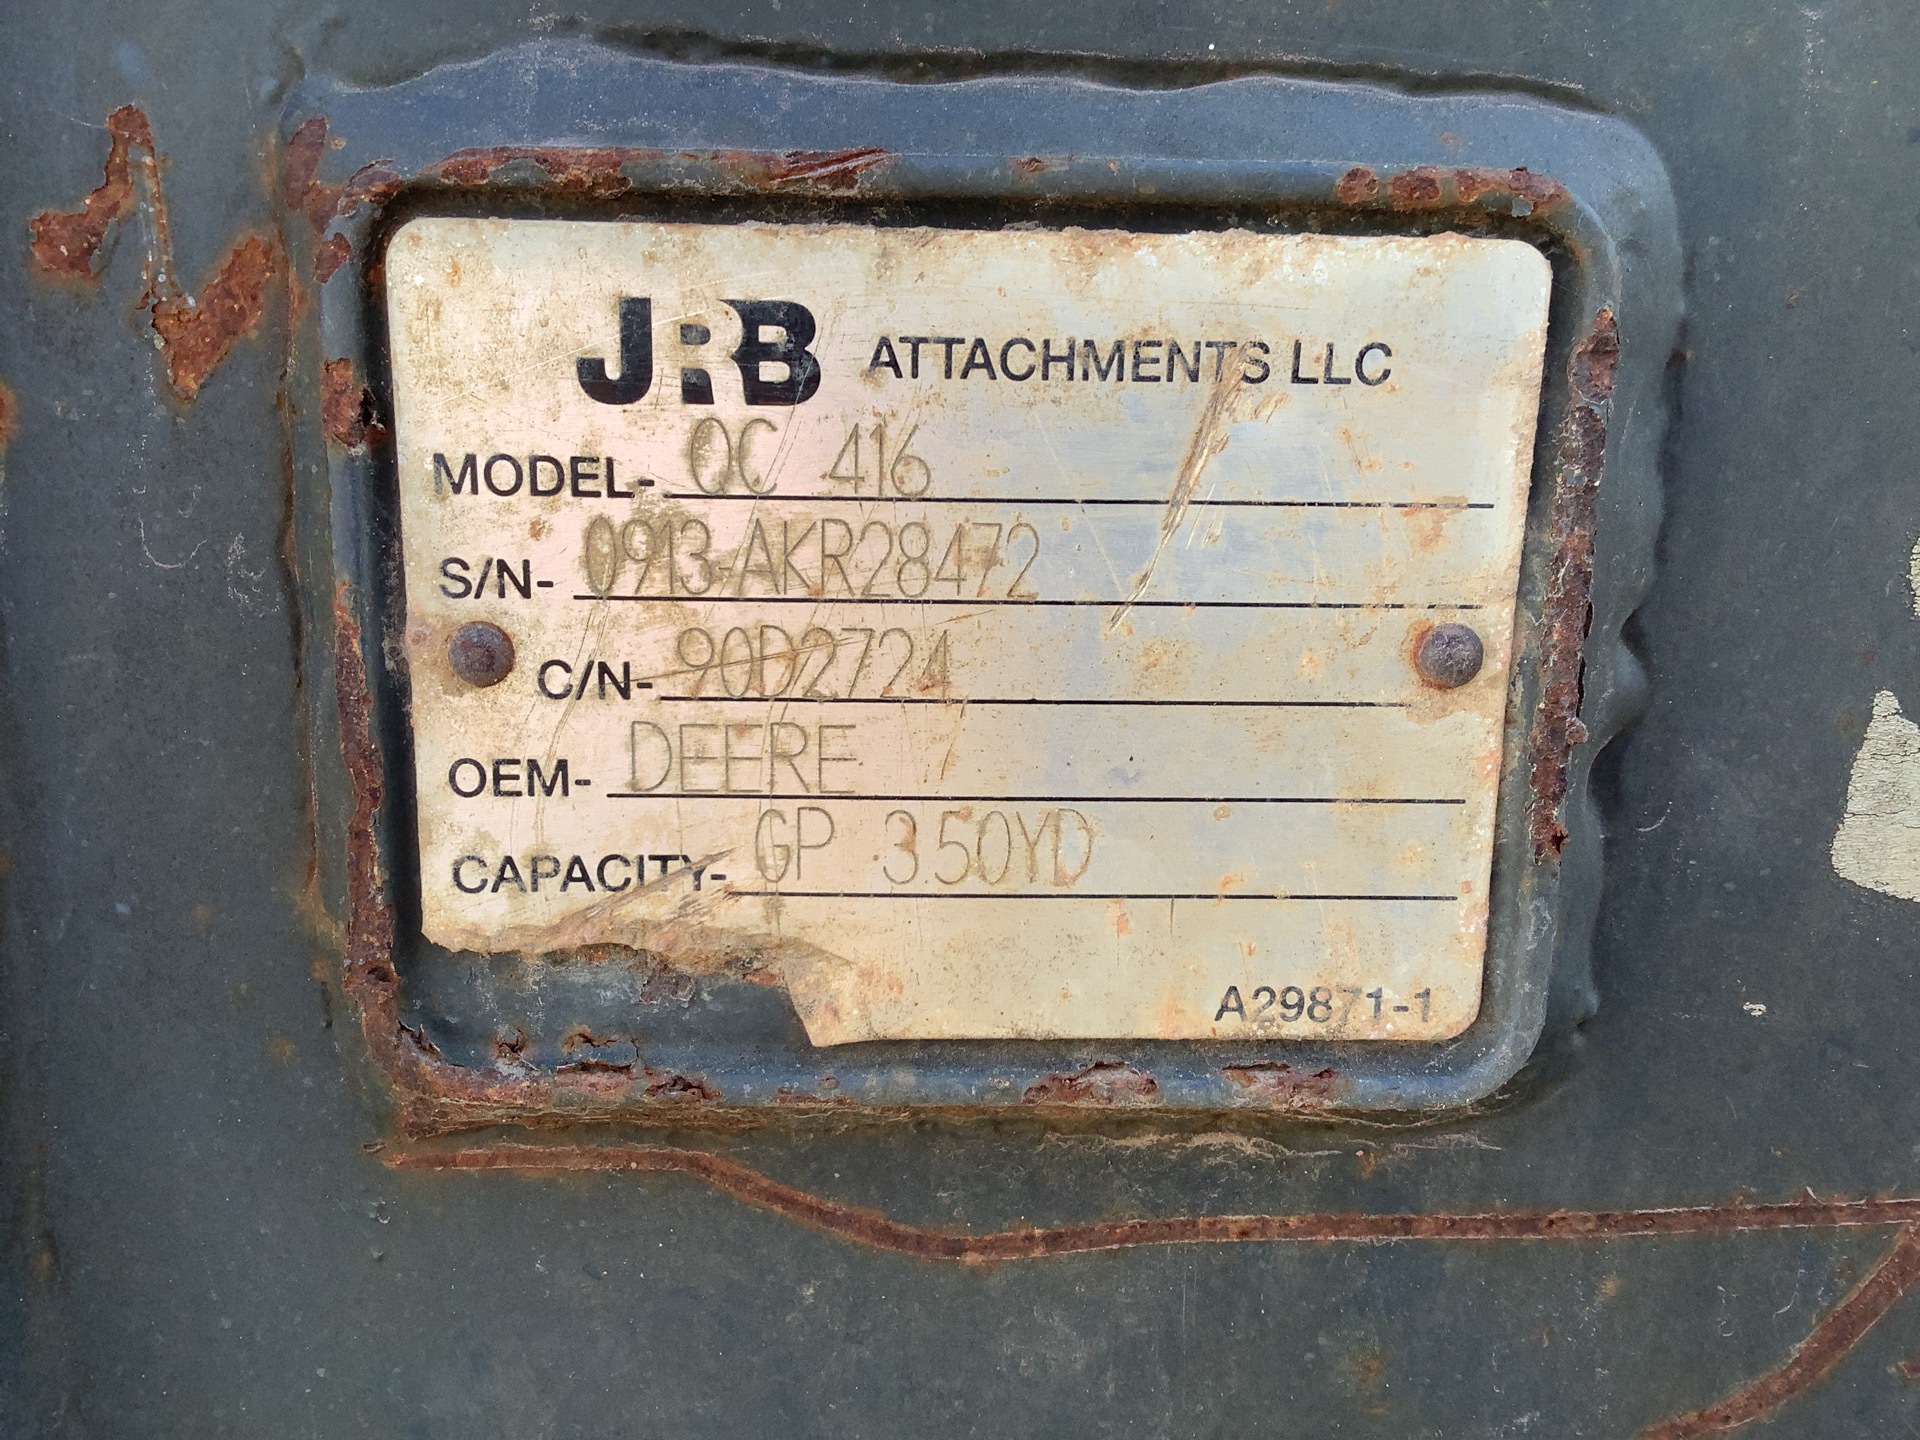 JRB ATTACHMENTS LLC
MODEL- QC 416
S/N- 0913-AKR28472
C/N- 90D2724
OEM- DEERE
CAPACITY- GP 3.50YD
A29871-1